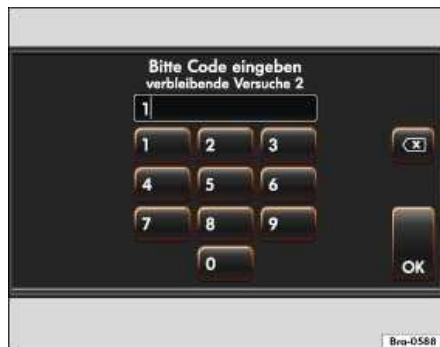 Bitte Code eingeben
verbleibende Versuche 2
1
1 2 3
4 5 6
7 8 9
0 OK
Bra-0588